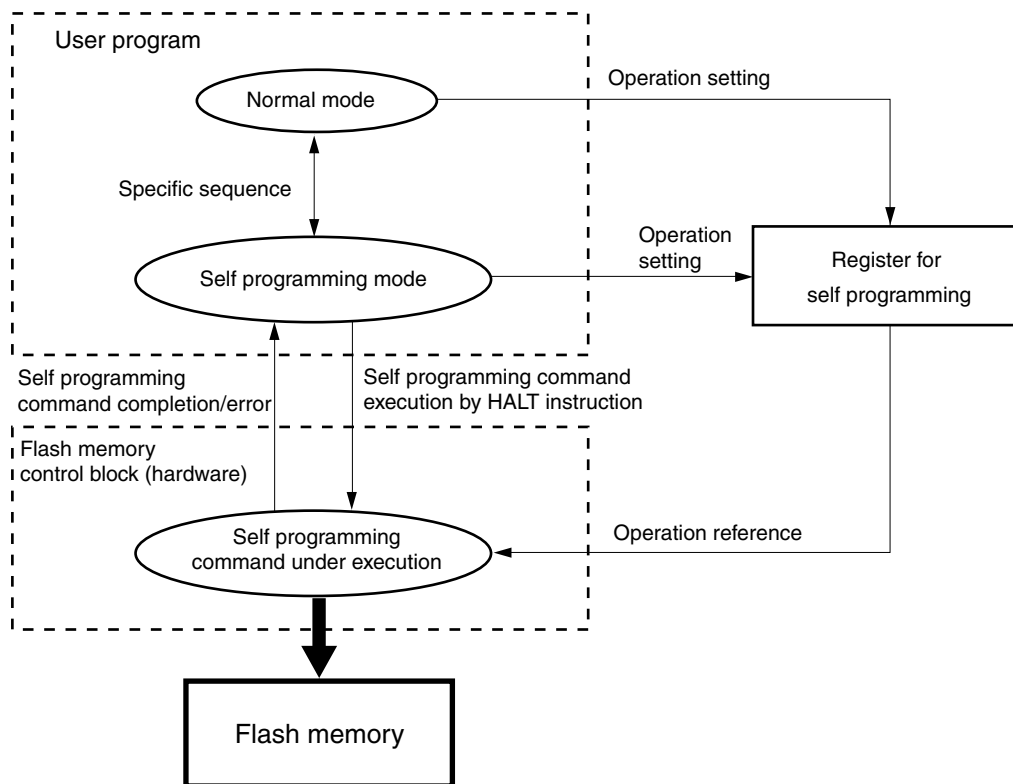 User program
Normal mode
Operation setting
Specific sequence
Self programming mode
Operation
setting
Register for
self programming
Self programming
command completion/error
Self programming command
execution by HALT instruction
Flash memory
control block (hardware)
Self programming
command under execution
Operation reference
Flash memory